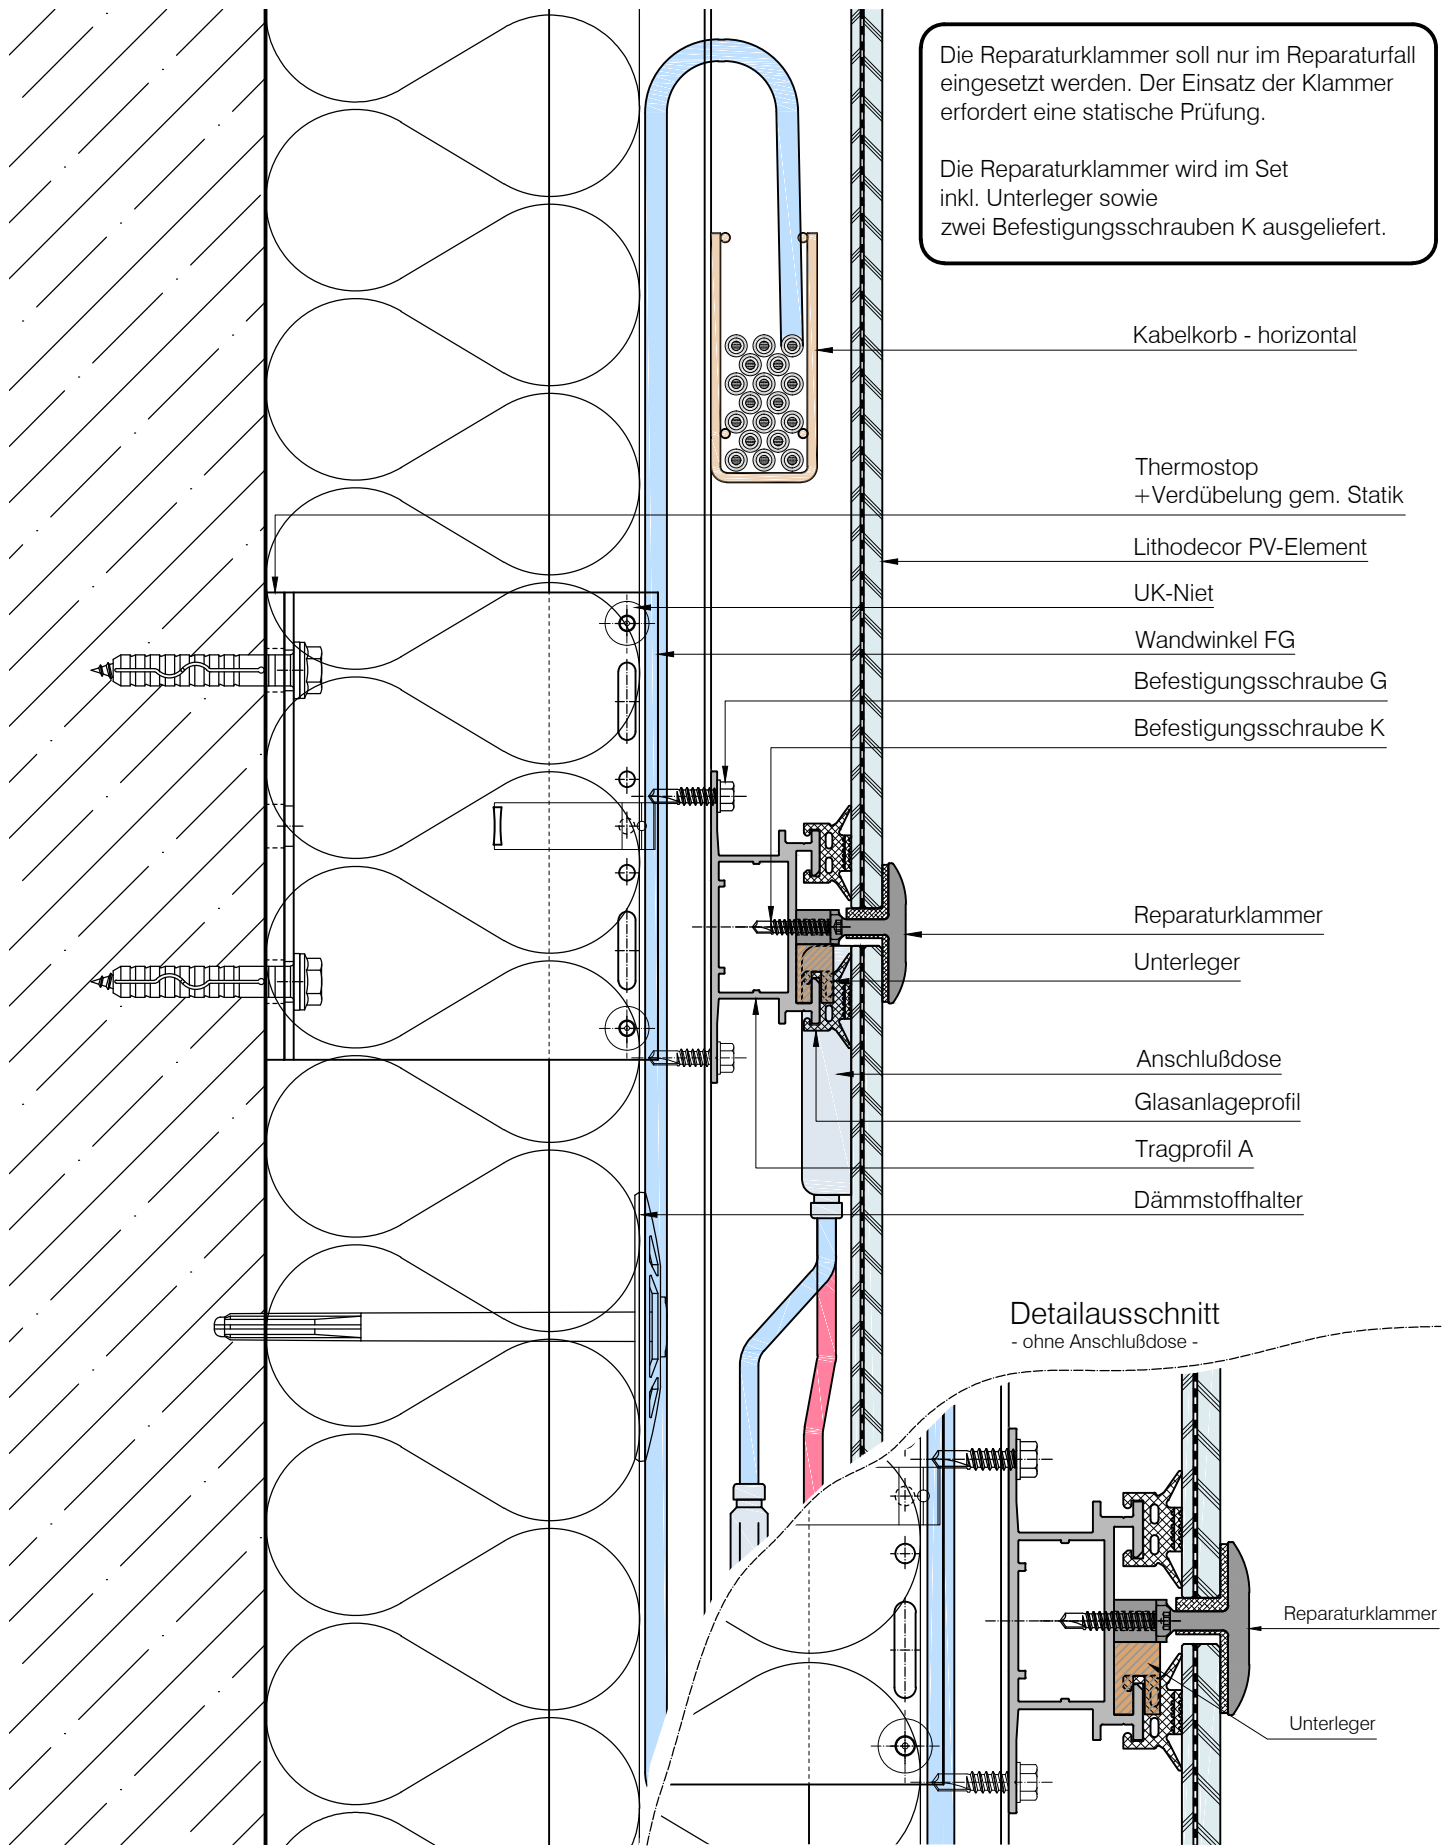 Die Reparaturklammer soll nur im Reparaturfall
eingesetzt werden. Der Einsatz der Klammer
erfordert eine statische Prüfung.
Die Reparaturklammer wird im Set
inkl. Unterleger sowie
zwei Befestigungsschrauben K ausgeliefert.
Kabelkorb - horizontal
Thermostop
+Verdübelung gem. Statik
Lithodecor PV-Element
UK-Niet
Wandwinkel FG
Befestigungsschraube G
Befestigungsschraube K
Reparaturklammer
Unterleger
Anschlußdose
Glasanlageprofil
Tragprofil A
Dämmstoffhalter
Detailausschnitt
- ohne Anschlußdose -
Reparaturklammer
Unterleger